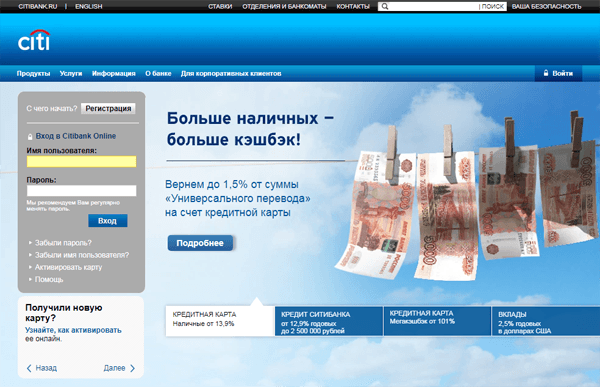 CITIBANK.RU | ENGLISH
СТАВКИ ОТДЕЛЕНИЯ И БАНКОМАТЫ КОНТАКТЫ | ПОИСК ВАША БЕЗОПАСНОСТЬ
citi
Продукты Услуги Информация О банке Для корпоративных клиентов Войти
С чего начать? Регистрация
Вход в Citibank Online
Имя пользователя:
Пароль:
Мы рекомендуем Вам регулярно
менять пароль.
Вход
Забыли пароль?
Забыли имя пользователя?
Активировать карту
Помощь
Получили новую
карту?
Узнайте, как активировать
ее онлайн.
Назад Далее
Больше наличных –
больше кэшбэк!
Вернем до 1,5% от суммы
«Универсального перевода»
на счет кредитной карты
Подробнее
5000
КРЕДИТНАЯ КАРТА
Наличные от 13,9%
КРЕДИТ СИТИБАНКА
от 12,9% годовых
до 2 500 000 рублей
КРЕДИТНАЯ КАРТА
Мегакэшбэк от 101%
ВКЛАДЫ
2,5% годовых
в долларах США